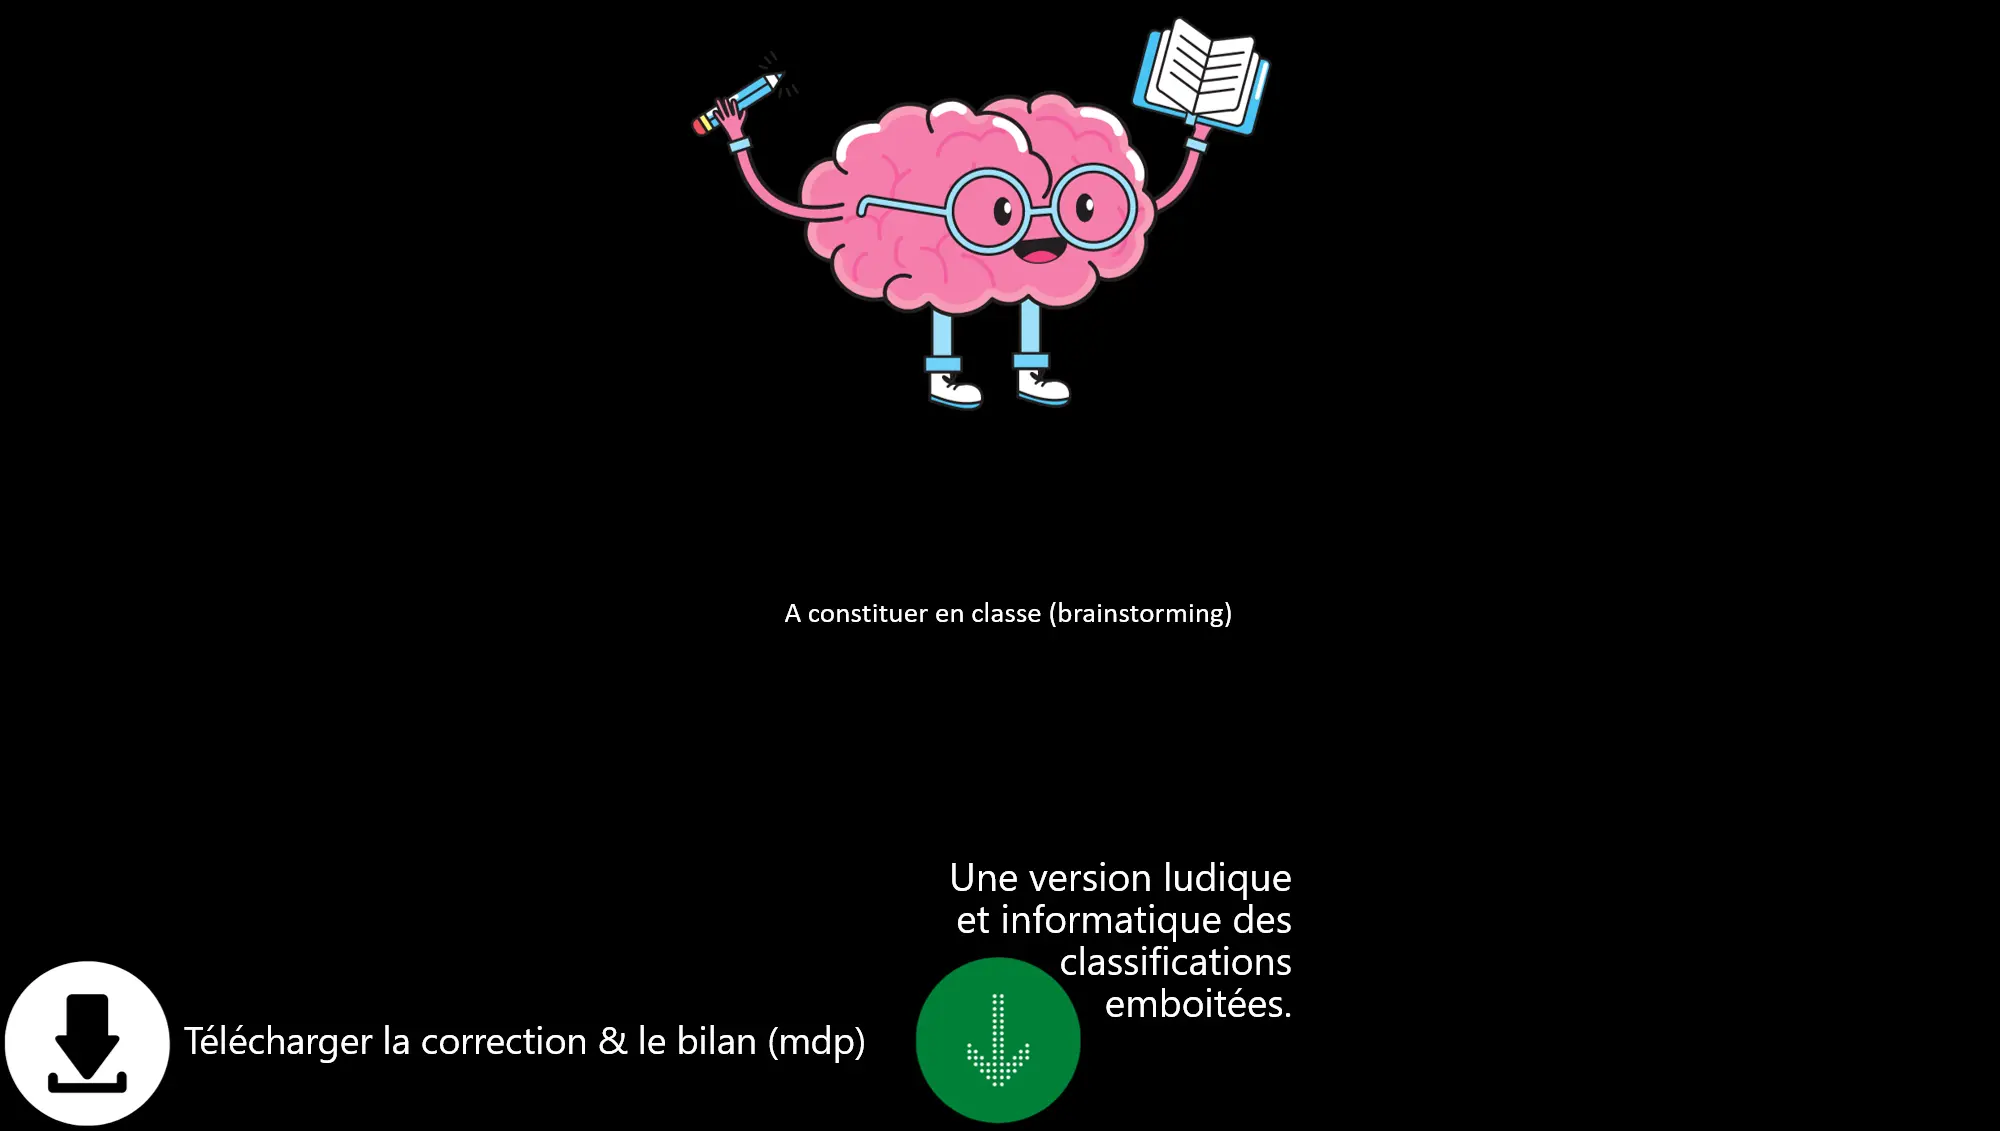 A constituer en classe (brainstorming)
Une version ludique
et informatique des
classifications
emboitées.
Télécharger la correction & le bilan (mdp)